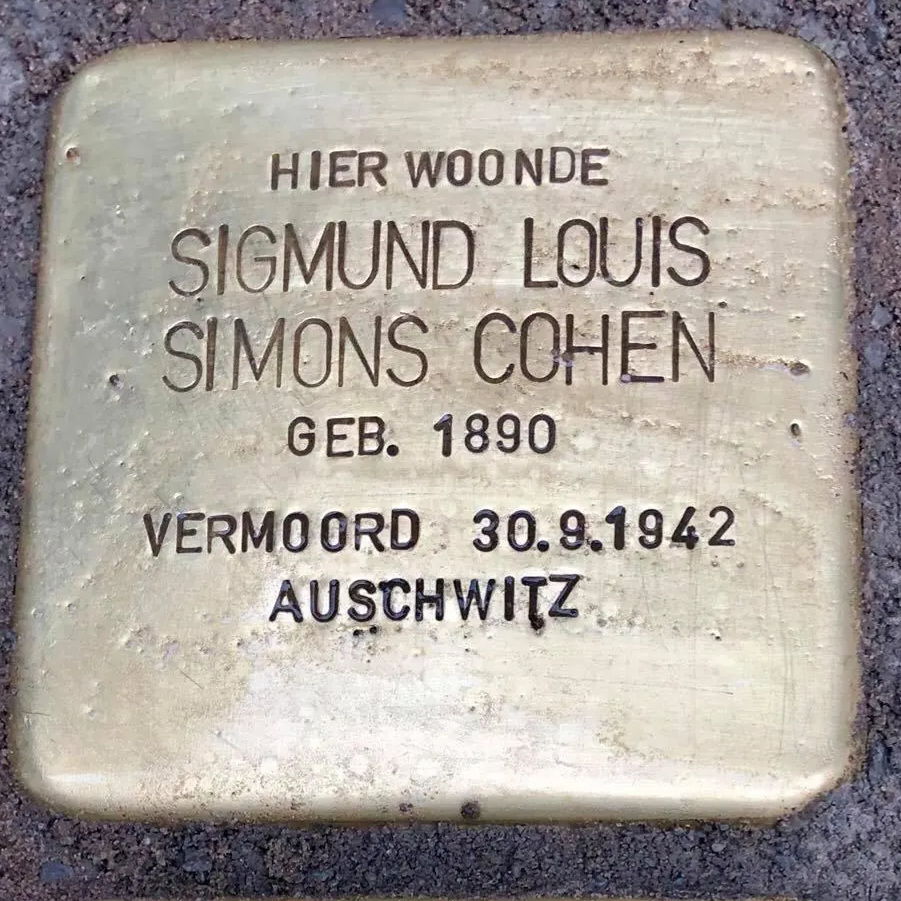 HIER WOONDE
SIGMUND LOUIS
SIMONS COHEN
GEB. 1890
VERMOORD 30.9.1942
AUSCHWITZ